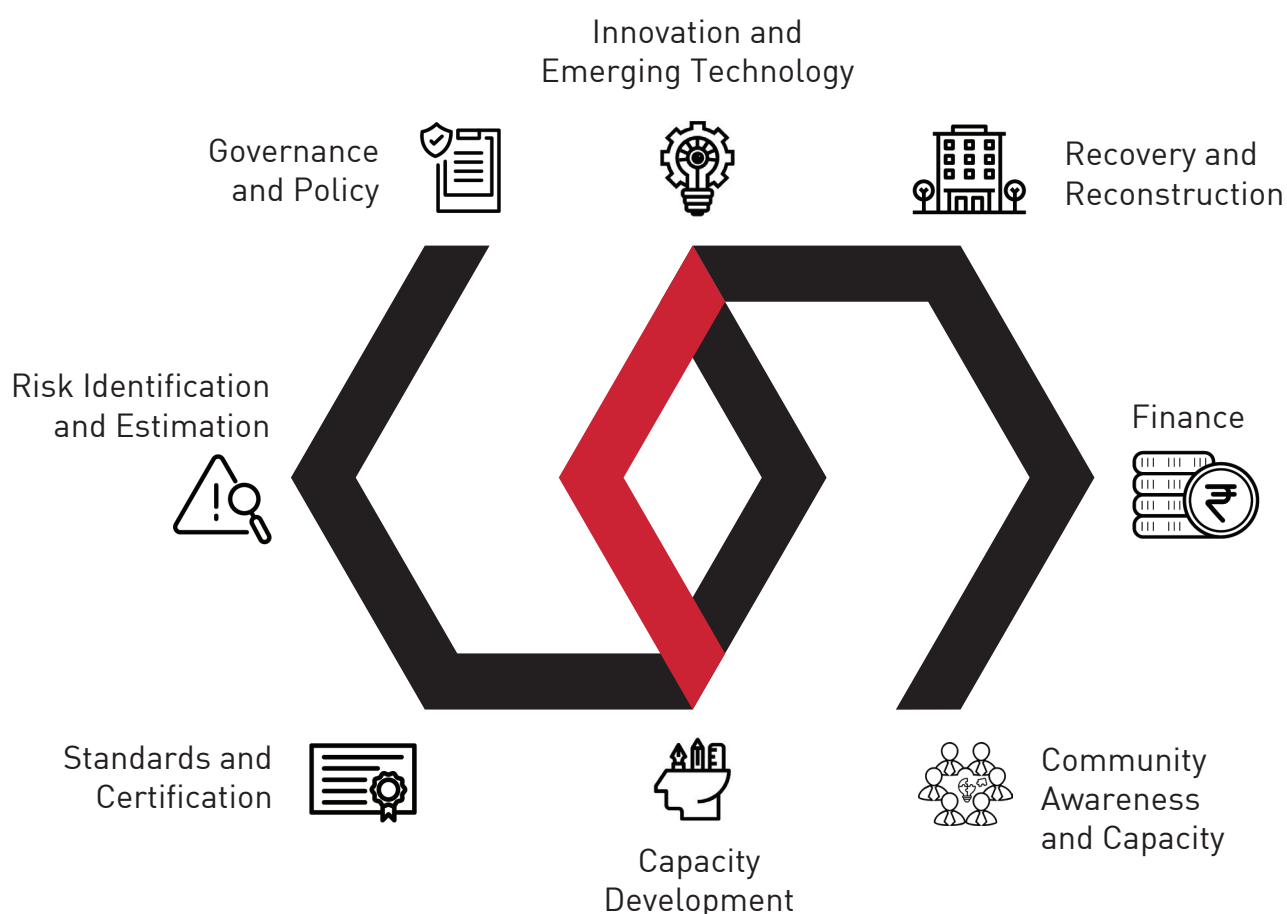 Innovation and
Emerging Technology
Governance
and Policy
Recovery and
Reconstruction
Risk Identification
and Estimation
Finance
₹
Standards and
Certification
Community
Awareness
and Capacity
Capacity
Development